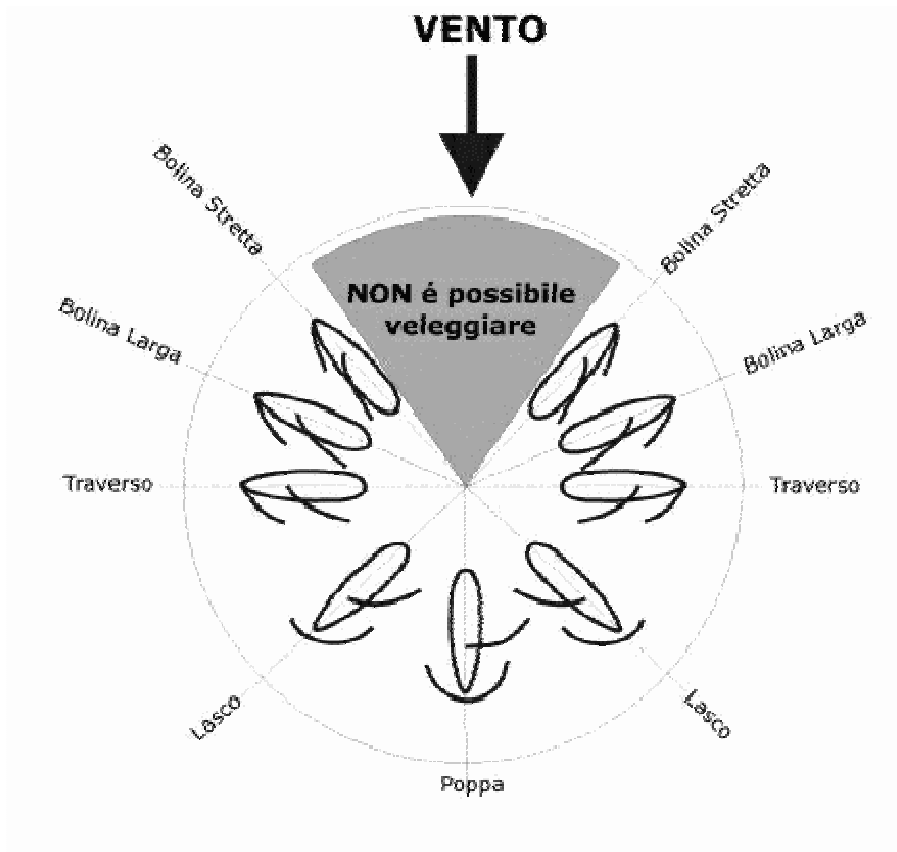 VENTO
Bolina Stretta
Bolina Stretta
NON é possibile
veleggiare
Bolina Larga
Bolina Larga
Traverso
Traverso
Lasco
Lasco
Poppa